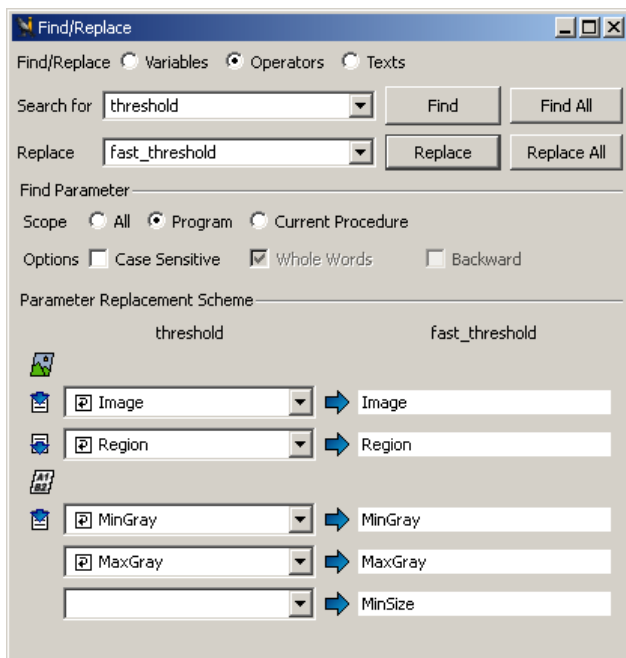 Find/Replace
Find/Replace Variables Operators Texts
Search for threshold Find Find All
Replace fast_threshold Replace Replace All
Find Parameter
Scope All Program Current Procedure
Options Case Sensitive Whole Words Backward
Parameter Replacement Scheme
threshold fast_threshold
Image Image
Region Region
A1
B2
MinGray MinGray
MaxGray MaxGray
MinSize